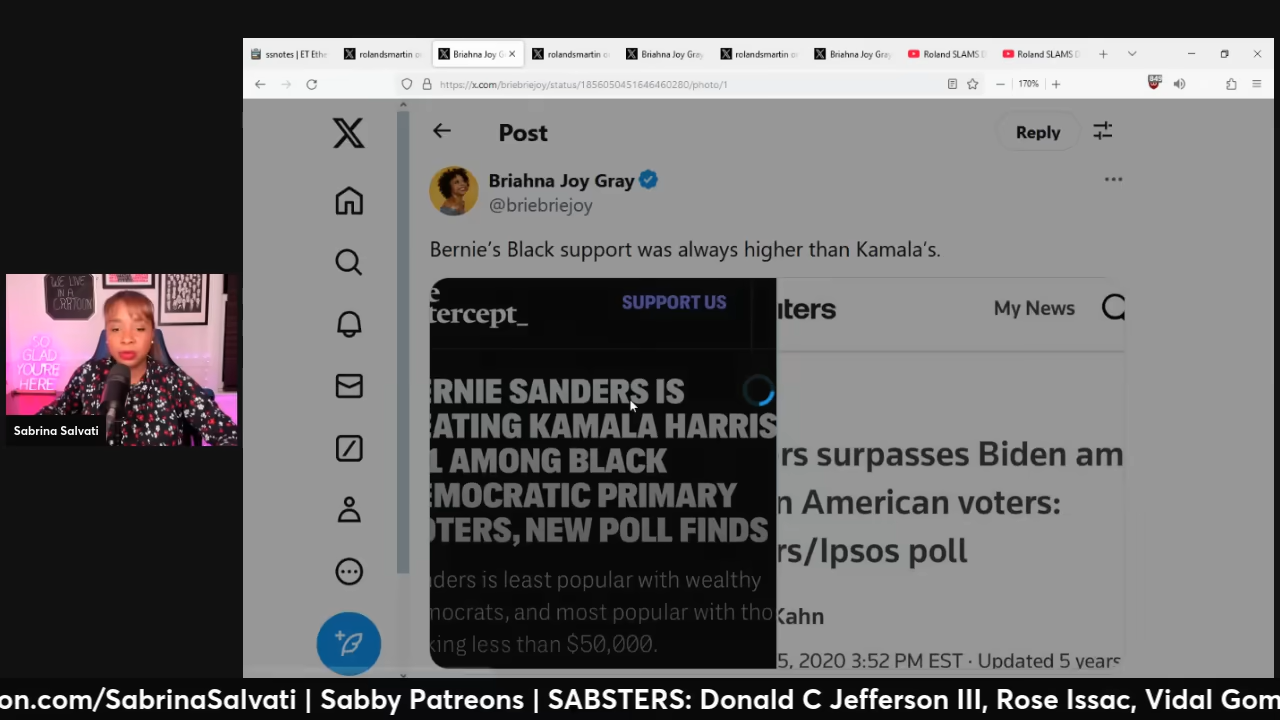 ssnotes | ET Ethe
rolandsmartin o
Briahna Joy G
rolandsmartin o
Briahna Joy Gray
rolandsmartin o
Briahna Joy Gray
Roland SLAMS
Roland SLAMS
https://x.com/briebriejoy/status/1856050451646460280/photo/1
170%
Post
Reply
Briahna Joy Gray
@briebriejoy
Bernie’s Black support was always higher than Kamala’s.
e
tercept_
SUPPORT US
ERNIE SANDERS IS
EATING KAMALA HARRIS
1 AMONG BLACK
EMOCRATIC PRIMARY
OTERS, NEW POLL FINDS
nders is least popular with wealthy
mocrats, and most popular with tho
king less than $50,000.
iters
My News
rs surpasses Biden am
n American voters:
rs/Ipsos poll
Kahn
5, 2020 3:52 PM EST · Updated 5 years
WE LIVE
IN A
CARTOON
SO
GLAD
YOU'RE
HERE
Sabrina Salvati
on.com/SabrinaSalvati | Sabby Patreons | SABSTERS: Donald C Jefferson III, Rose Issac, Vidal Gom